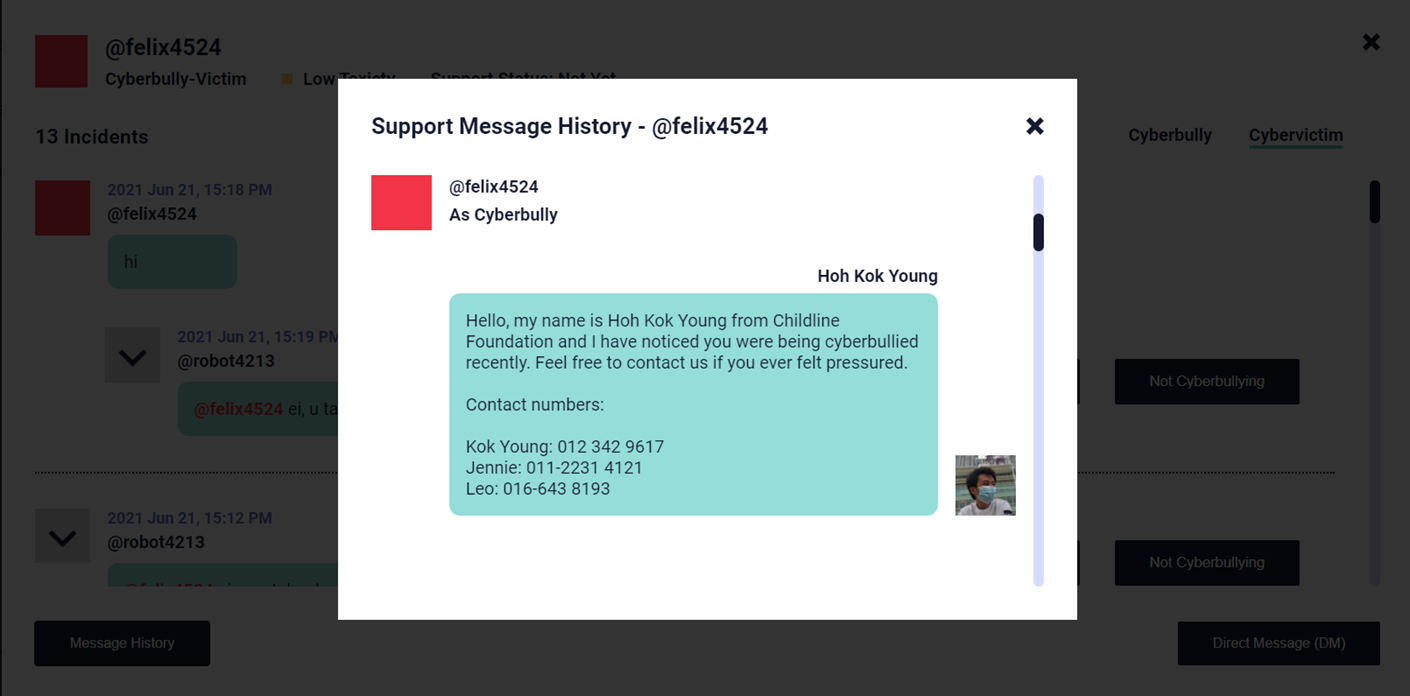 @felix4524
Cyberbully-Victim Low Toxicty Support Status: Not Yet
13 Incidents
Cyberbully Cybervictim
2021 Jun 21, 15:18 PM
@felix4524
hi
2021 Jun 21, 15:19 PM
@robot4213
@felix4524 ei, u ta
Not Cyberbullying
2021 Jun 21, 15:12 PM
@robot4213
@felix4524
Not Cyberbullying
Message History
Direct Message (DM)
Support Message History - @felix4524
@felix4524
As Cyberbully
Hoh Kok Young
Hello, my name is Hoh Kok Young from Childline
Foundation and I have noticed you were being cyberbullied
recently. Feel free to contact us if you ever felt pressured.
Contact numbers:
Kok Young: 012 342 9617
Jennie: 011-2231 4121
Leo: 016-643 8193